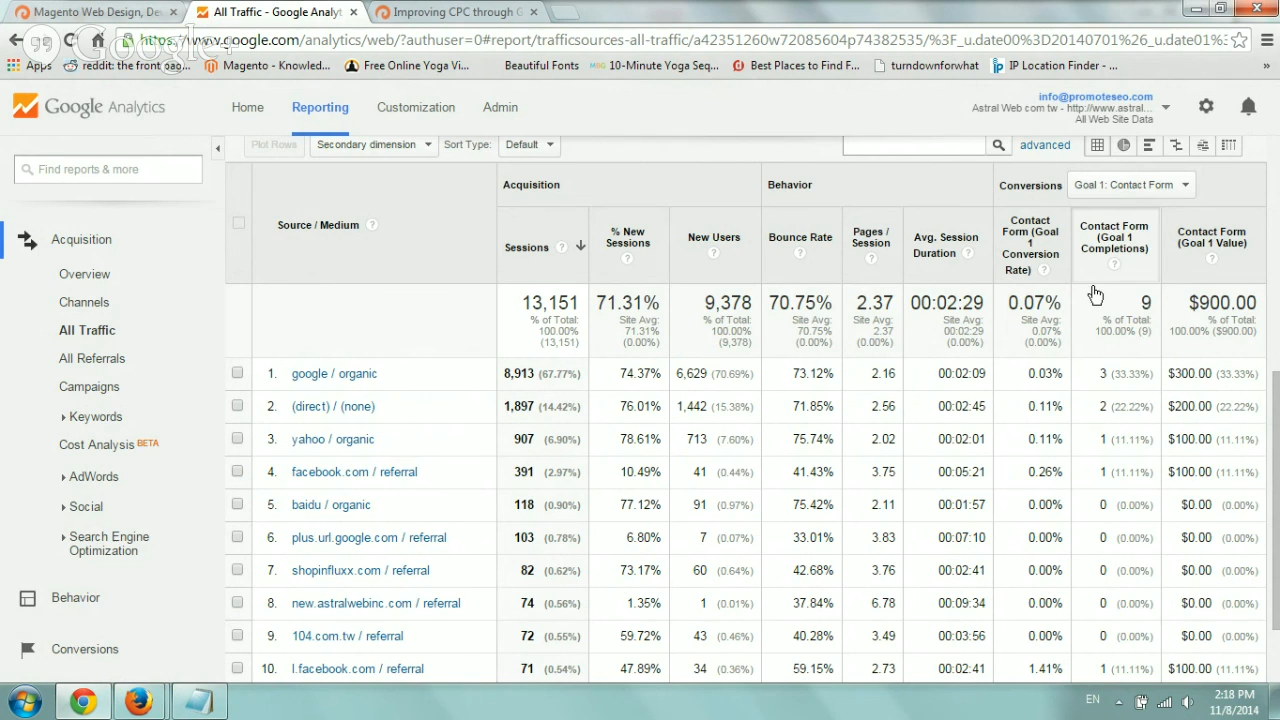 Magento Web Design, De
All Traffic - Google Analyt
Improving CPC through G
Google+
https://www.google.com/analytics/web/?authuser=0#report/trafficsources-all-traffic/a42351260w72085604p74382535/%3F_u.date00%3D20140701%26_u.date01%3
Apps
reddit: the front pag...
Magento - Knowled...
Free Online Yoga Vi...
Beautiful Fonts
10-Minute Yoga Seq...
Best Places to Find F...
turndownforwhat
IP Location Finder - ...
»
Google Analytics
Home
Reporting
Customization
Admin
info@promoteseo.com
Astral Web com tw - http://www.astral...
All Web Site Data
Find reports & more
Acquisition
Overview
Channels
All Traffic
All Referrals
Campaigns
Keywords
Cost Analysis BETA
AdWords
Social
Search Engine
Optimization
Behavior
Conversions
Plot Rows
Secondary dimension
Sort Type:
Default
advanced
Source / Medium ?
Acquisition
Behavior
Conversions
Goal 1: Contact Form
Sessions ?
% New
Sessions
?
New Users
?
Bounce Rate
?
Pages /
Session
?
Avg. Session
Duration ?
Contact
Form (Goal
1
Conversion
Rate) ?
Contact Form
(Goal 1
Completions)
?
Contact Form
(Goal 1 Value)
?
13,151
% of Total:
100.00%
(13,151)
71.31%
Site Avg:
71.31%
(0.00%)
9,378
% of Total:
100.00%
(9,378)
70.75%
Site Avg:
70.75%
(0.00%)
2.37
Site Avg:
2.37
(0.00%)
00:02:29
Site Avg:
00:02:29
(0.00%)
0.07%
Site Avg:
0.07%
(0.00%)
9
% of Total:
100.00% (9)
$900.00
% of Total:
100.00% ($900.00)
1. google / organic 8,913 (67.77%) 74.37% 6,629 (70.69%) 73.12% 2.16 00:02:09 0.03% 3 (33.33%) $300.00 (33.33%)
2. (direct) / (none) 1,897 (14.42%) 76.01% 1,442 (15.38%) 71.85% 2.56 00:02:45 0.11% 2 (22.22%) $200.00 (22.22%)
3. yahoo / organic 907 (6.90%) 78.61% 713 (7.60%) 75.74% 2.02 00:02:01 0.11% 1 (11.11%) $100.00 (11.11%)
4. facebook.com / referral 391 (2.97%) 10.49% 41 (0.44%) 41.43% 3.75 00:05:21 0.26% 1 (11.11%) $100.00 (11.11%)
5. baidu / organic 118 (0.90%) 77.12% 91 (0.97%) 75.42% 2.11 00:01:57 0.00% 0 (0.00%) $0.00 (0.00%)
6. plus.url.google.com / referral 103 (0.78%) 6.80% 7 (0.07%) 33.01% 3.83 00:07:10 0.00% 0 (0.00%) $0.00 (0.00%)
7. shopinfluxx.com / referral 82 (0.62%) 73.17% 60 (0.64%) 42.68% 3.76 00:02:41 0.00% 0 (0.00%) $0.00 (0.00%)
8. new.astralwebinc.com / referral 74 (0.56%) 1.35% 1 (0.01%) 37.84% 6.78 00:09:34 0.00% 0 (0.00%) $0.00 (0.00%)
9. 104.com.tw / referral 72 (0.55%) 59.72% 43 (0.46%) 40.28% 3.49 00:03:56 0.00% 0 (0.00%) $0.00 (0.00%)
10. l.facebook.com / referral 71 (0.54%) 47.89% 34 (0.36%) 59.15% 2.73 00:02:41 1.41% 1 (11.11%) $100.00 (11.11%)
EN
2:18 PM
11/8/2014